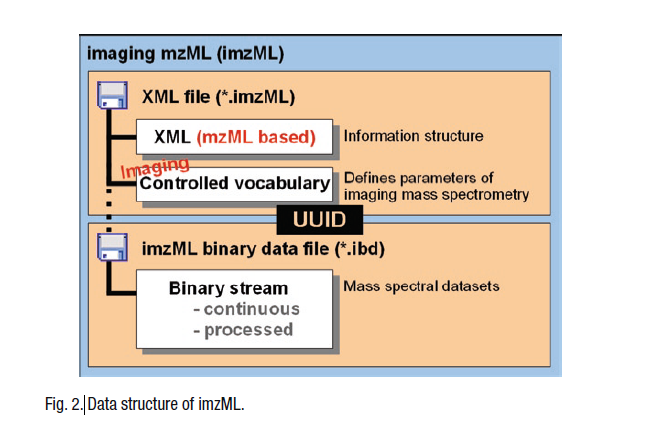 imaging mzML (imzML)
XML file (*.imzML)
XML (mzML based)
Information structure
Imaging
Controlled vocabulary
Defines parameters of
imaging mass spectrometry
UUID
imzML binary data file (*.ibd)
Binary stream
- continuous
- processed
Mass spectral datasets
Fig. 2. Data structure of imzML.